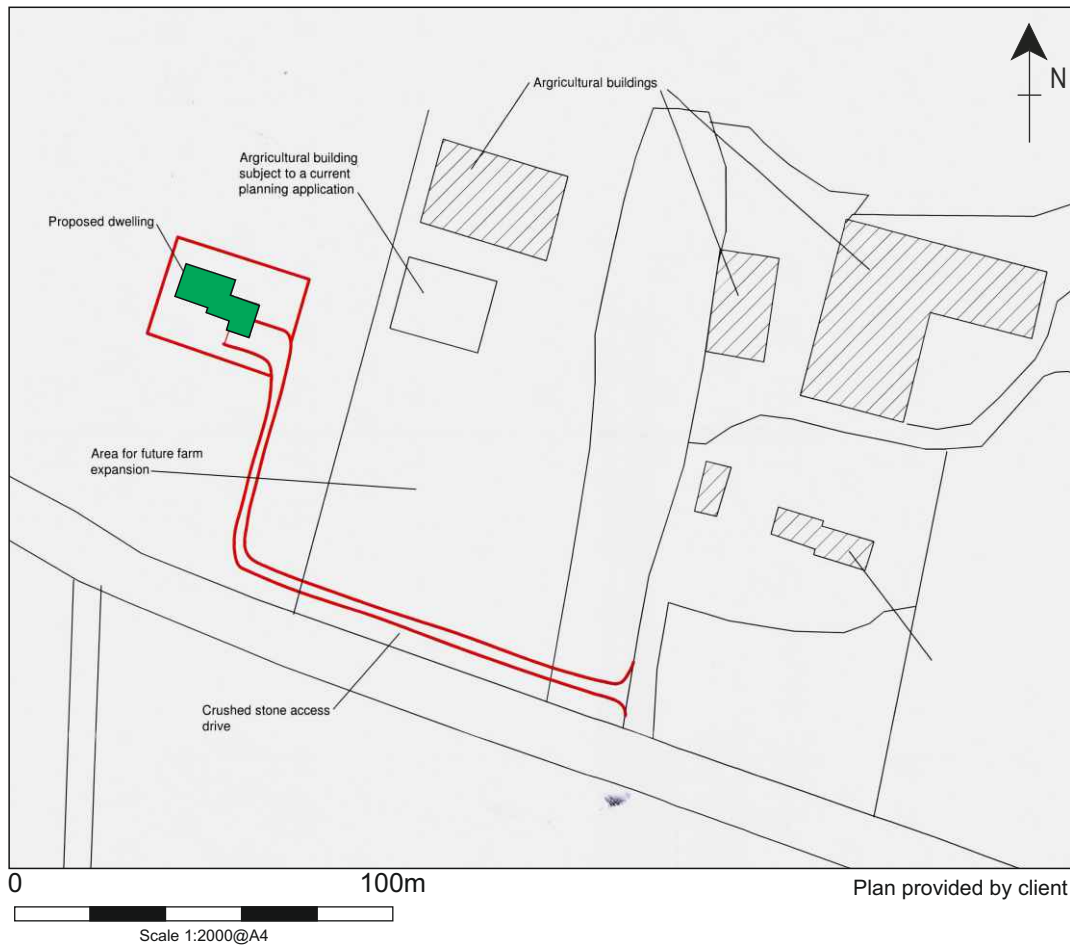 N
Argricultural buildings
Argricultural building
subject to a current
planning application
Proposed dwelling
Area for future farm
expansion
Crushed stone access
drive
0
100m
Plan provided by client
Scale 1:2000@A4